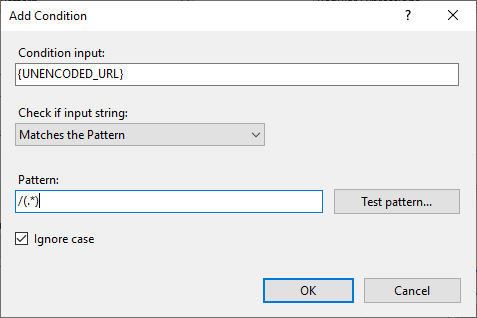 Add Condition
?
Condition input:
{UNENCODED_URL}
Check if input string:
Matches the Pattern
Pattern:
/(.*)
Test pattern...
Ignore case
OK
Cancel